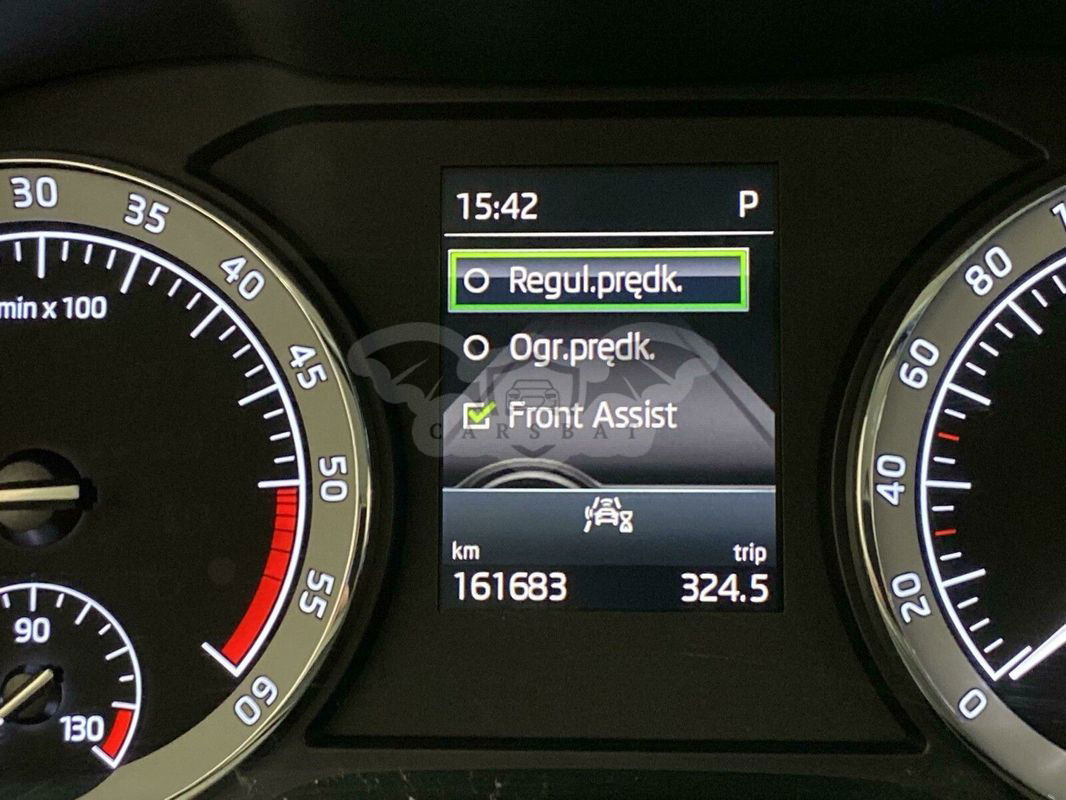 30
35
40
45
50
55
60
min x 100
90
130
15:42 P
Regul.prędk.
Ogr.prędk.
Front Assist
CARSBAT
km trip
161683 324.5
80
60
40
20
0